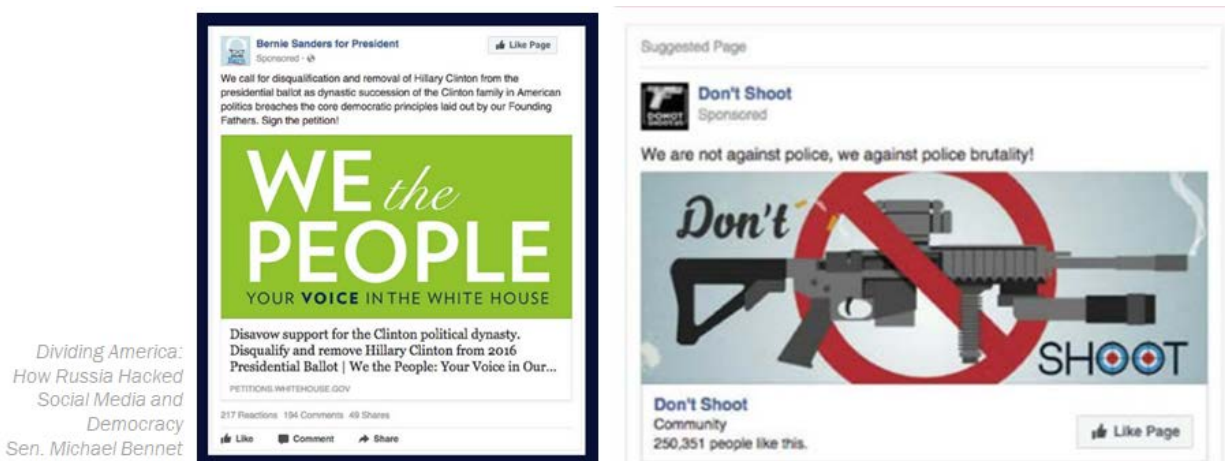 Dividing America:
How Russia Hacked
Social Media and
Democracy
Sen. Michael Bennet
Bernie Sanders for President
Sponsored ·
Like Page
We call for disqualification and removal of Hillary Clinton from the
presidential ballot as dynastic succession of the Clinton family in American
politics breaches the core democratic principles laid out by our Founding
Fathers. Sign the petition!
WE the
PEOPLE
YOUR VOICE IN THE WHITE HOUSE
Disavow support for the Clinton political dynasty.
Disqualify and remove Hillary Clinton from 2016
Presidential Ballot | We the People: Your Voice in Our...
PETITIONS.WHITEHOUSE.GOV
217 Reactions 194 Comments 49 Shares
Like Comment Share
Suggested Page
Don't Shoot
Sponsored
We are not against police, we against police brutality!
Don't
SHOOT
Don't Shoot
Community
250,351 people like this.
Like Page